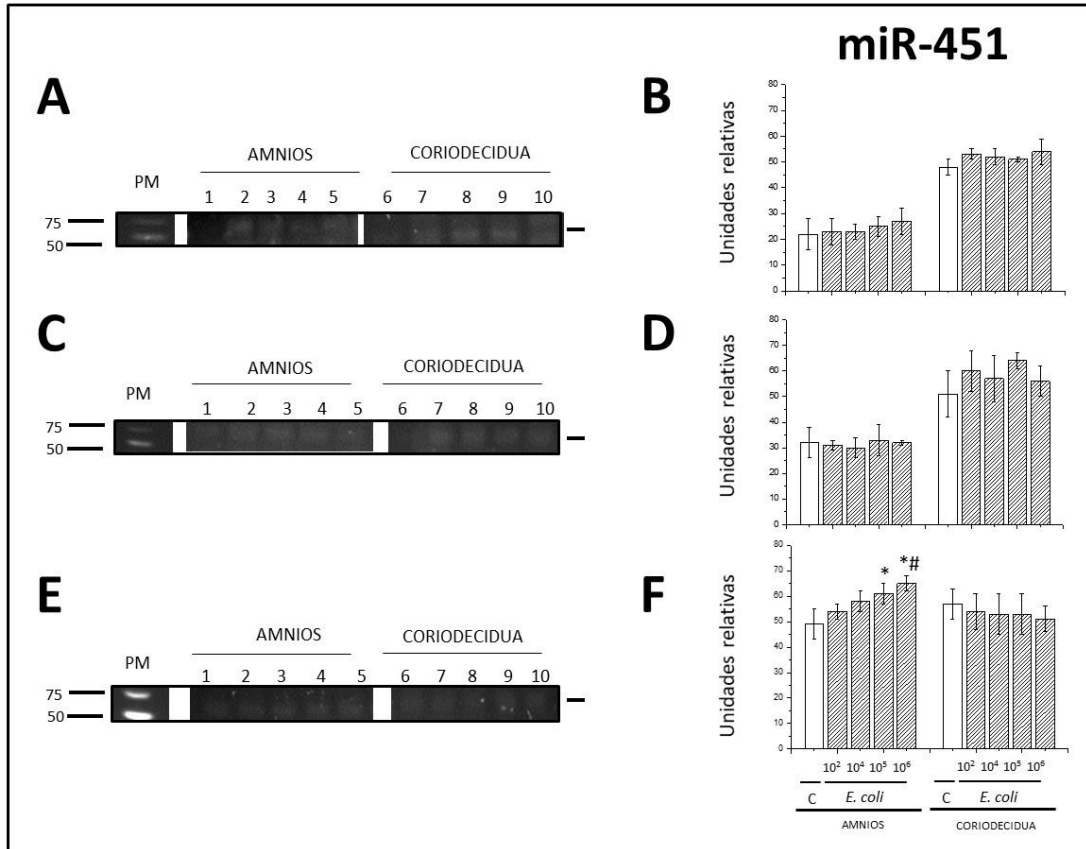 miR-451
A
AMNIOS
CORIODECIDUA
PM
1 2 3 4 5 6 7 8 9 10
75
50
B
Unidades relativas
80
70
60
50
40
30
20
10
0
C
AMNIOS
CORIODECIDUA
PM
1 2 3 4 5 6 7 8 9 10
75
50
D
Unidades relativas
80
70
60
50
40
30
20
10
0
E
AMNIOS
CORIODECIDUA
PM
1 2 3 4 5 6 7 8 9 10
75
50
F
Unidades relativas
80
70
60
50
40
30
20
10
0
* *#
10² 10⁴ 10⁵ 10⁶ 10² 10⁴ 10⁵ 10⁶
C E. coli C E. coli
AMNIOS CORIODECIDUA